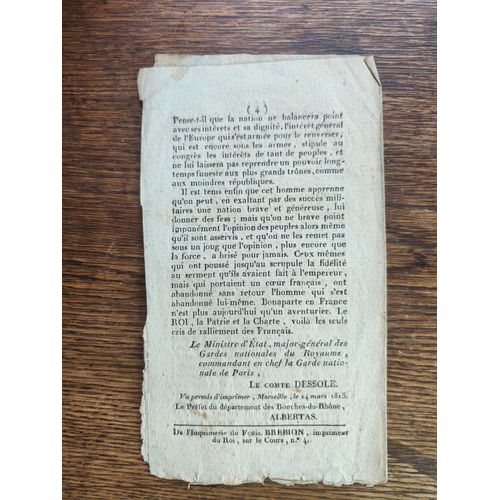 ( 4 )
Pense-t-il que la nation ne balancera point
avec ses intérets et sa dignité, l'intérêt général
de l'Europe qui s'est armée pour le renverser,
qui est encore sous les armes, stipule au
congrès les intérêts de tant de peuples, et
ne lui laissera pas reprendre un pouvoir long-
temps funeste aux plus grands trônes, comme
aux moindres républiques.
Il est tems enfin que cet homme apprenne
qu'on peut, en exaltant par des succès mili-
taires une nation brave et généreuse, lui
donner des fers ; mais qu'on ne brave point
impunément l'opinion des peuples alors même
qu'il sont asservis, et qu'on ne les remet pas
sous un joug que l'opinion, plus encore que
la force, a brisé pour jamais. Ceux mêmes
qui ont poussé jusqu'au scrupule la fidélité
au serment qu'ils avaient fait à l'empereur,
mais qui portaient un cœur français, ont
abandonné sans retour l'homme qui s'est
abandonné lui-même. Bonaparte en France
n'est plus aujourd'hui qu'un aventurier. Le
ROI, la Patrie et la Charte, voilà les seuls
cris de ralliement des Français.
Le Ministre d'État, major-général des
Gardes nationales du Royaume,
commandant en chef la Garde natio-
nale de Paris,
LE COMTE DESSOLE.
Vu permis d'imprimer, Marseille, le 14 mars 1815.
Le Préfet du département des Bouches-du-Rhône,
ALBERTAS.
De l'Imprimerie de Fçois. BREBION, imprimeur
du Roi, sur le Cours, n.° 4.